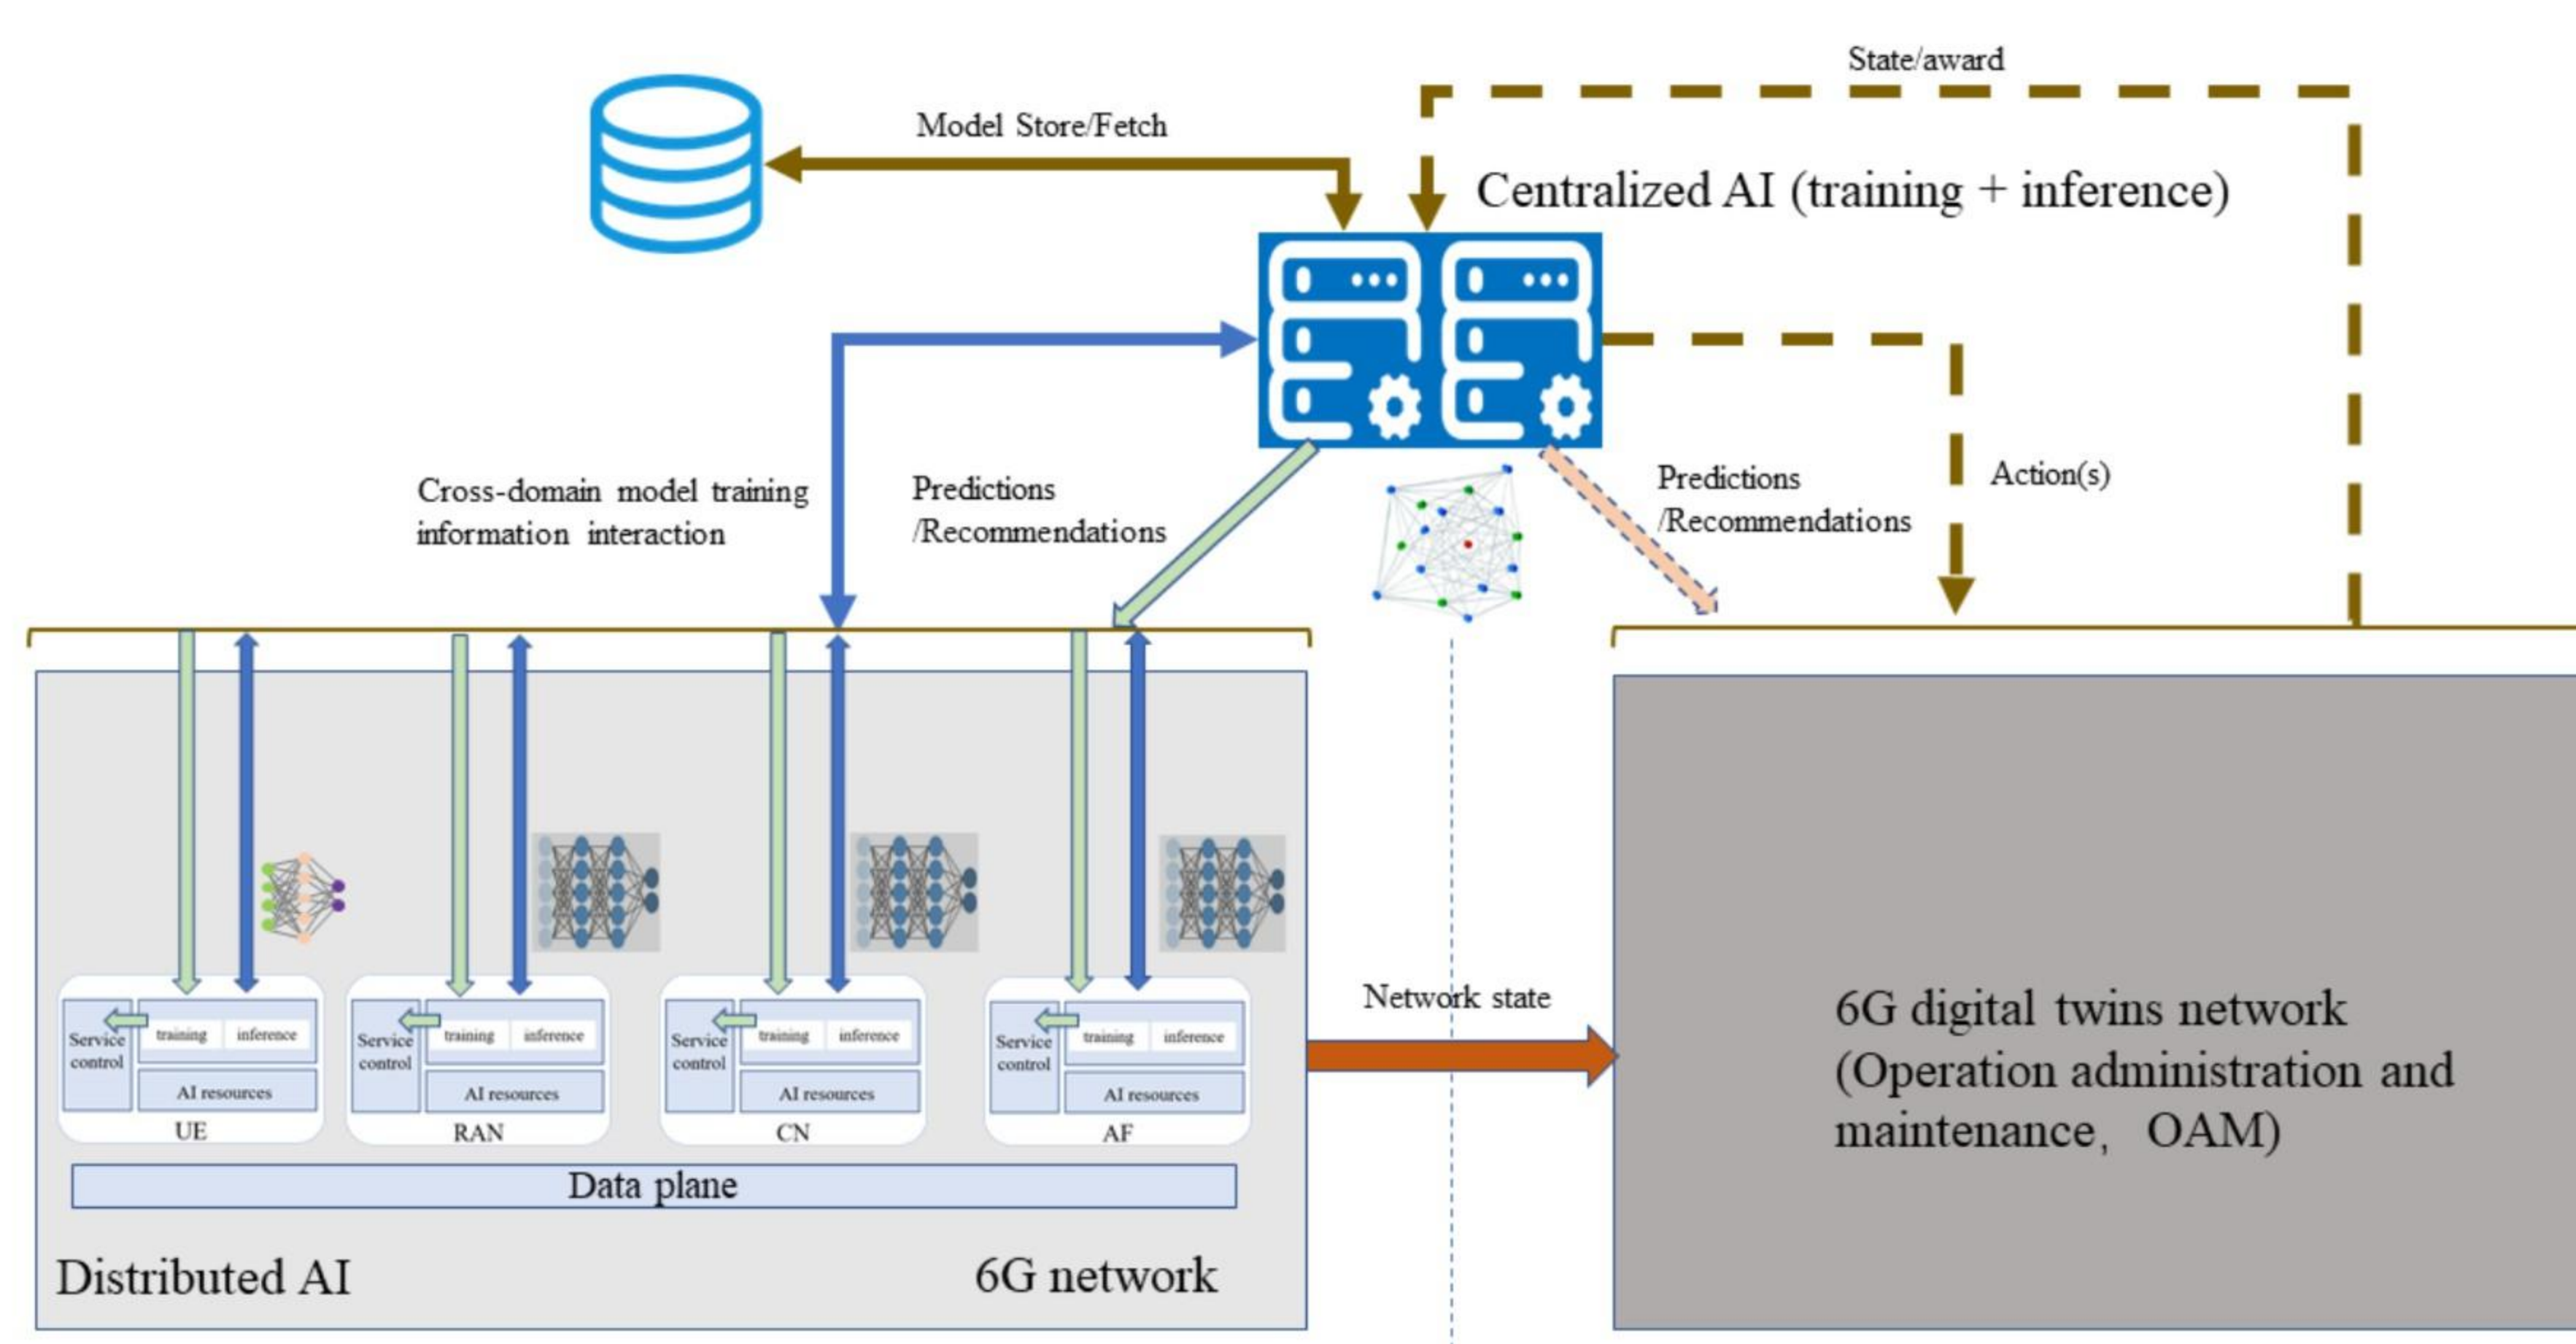 State/award
Model Store/Fetch
Centralized AI (training + inference)
Cross-domain model training
information interaction
Predictions
/Recommendations
Predictions
/Recommendations
Action(s)
Network state
Service
control
training
inference
AI resources
UE
Service
control
training
inference
AI resources
RAN
Service
control
training
inference
AI resources
CN
Service
control
training
inference
AI resources
AF
Data plane
Distributed AI
6G network
6G digital twins network
(Operation administration and
maintenance, OAM)